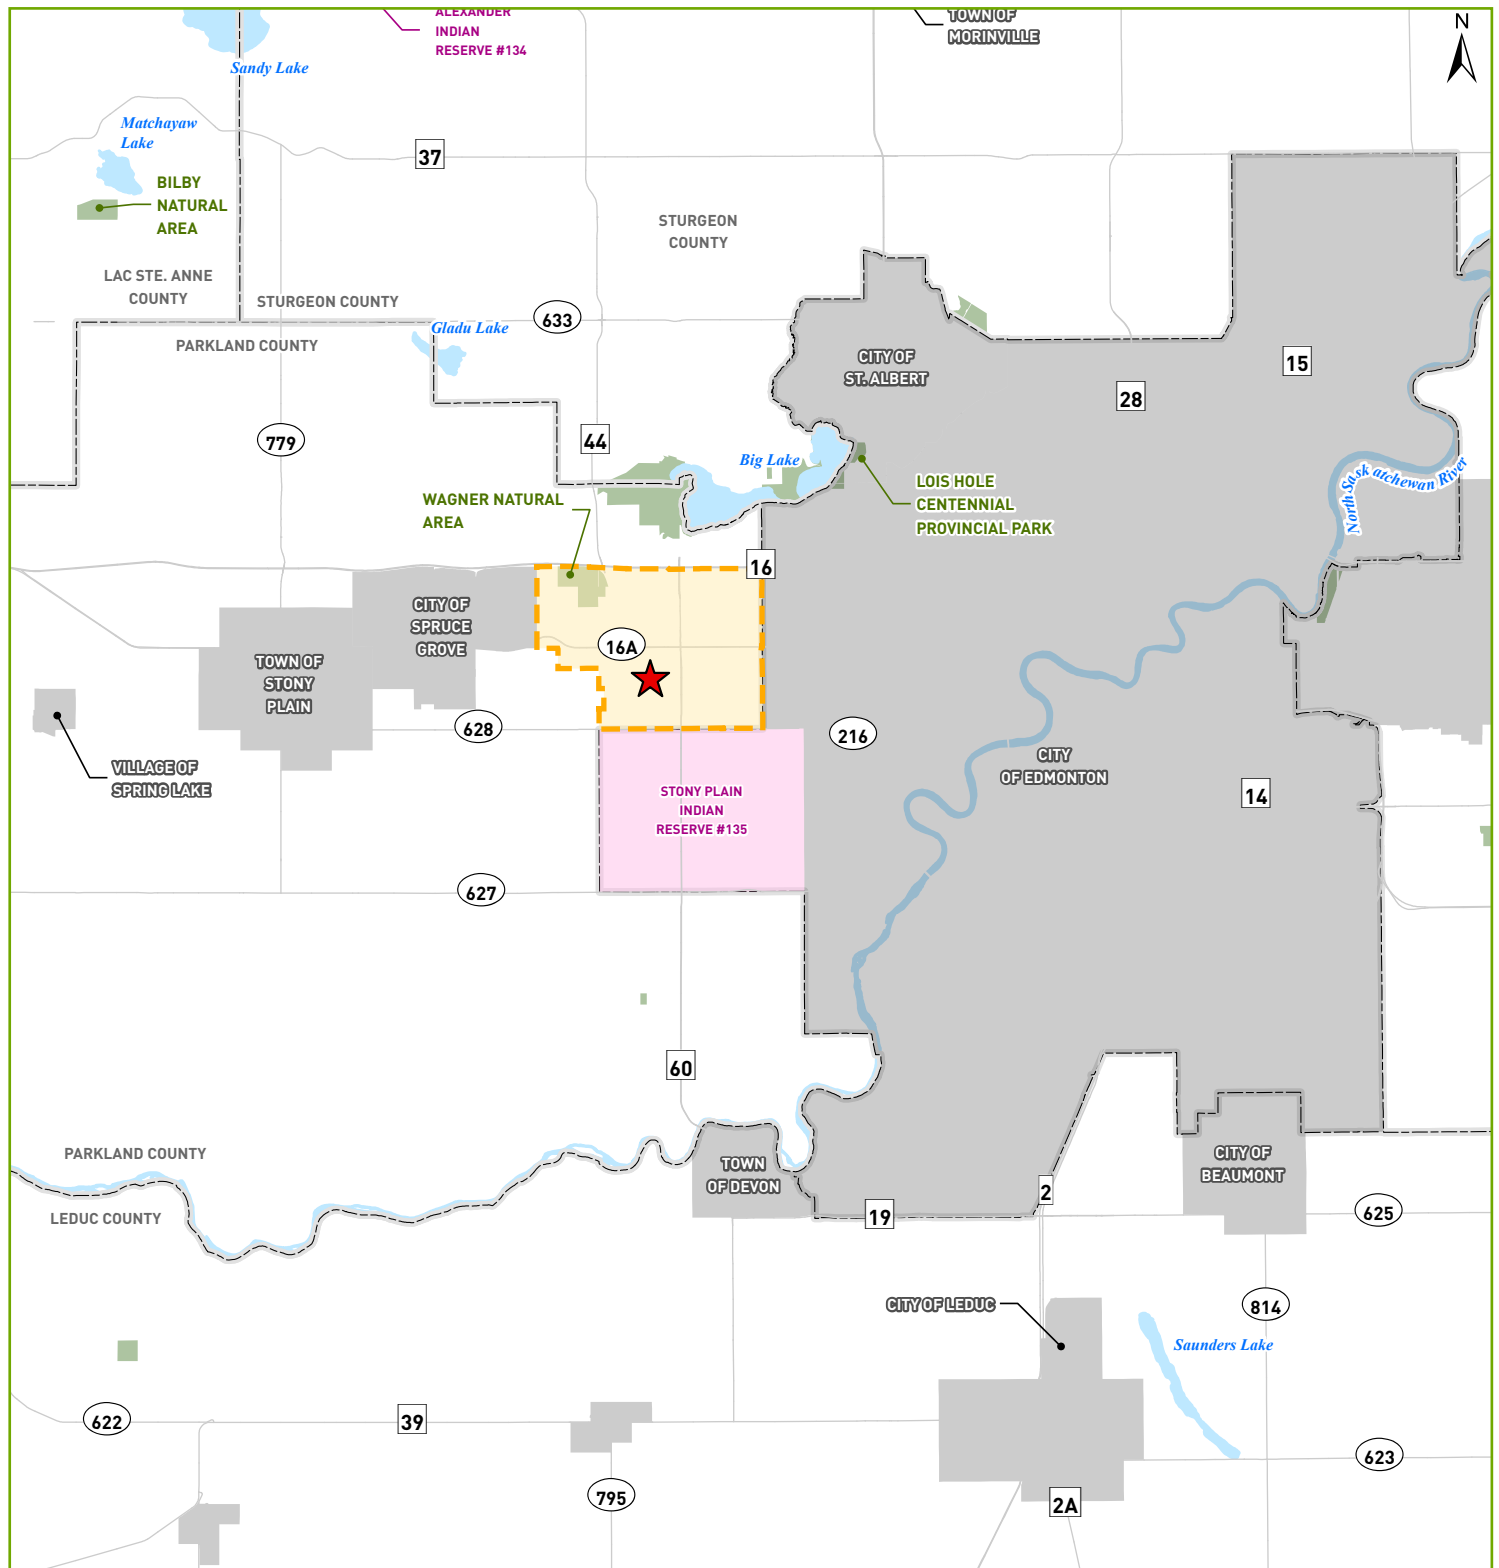 ALEXANDER
INDIAN
RESERVE #134
TOWN OF
MORINVILLE
N
Sandy Lake
Matchayaw
Lake
37
BILBY
NATURAL
AREA
STURGEON
COUNTY
LAC STE. ANNE
COUNTY
STURGEON COUNTY
633
Gladu Lake
PARKLAND COUNTY
CITY OF
ST. ALBERT
15
28
779
44
Big Lake
LOIS HOLE
CENTENNIAL
PROVINCIAL PARK
North Saskatchewan River
WAGNER NATURAL
AREA
16
CITY OF
SPRUCE
GROVE
16A
TOWN OF
STONY
PLAIN
628
216
CITY
OF EDMONTON
VILLAGE OF
SPRING LAKE
STONY PLAIN
INDIAN
RESERVE #135
14
627
60
PARKLAND COUNTY
LEDUC COUNTY
TOWN
OF DEVON
CITY OF
BEAUMONT
2
19
625
CITY OF LEDUC
814
Saunders Lake
622
39
623
795
2A